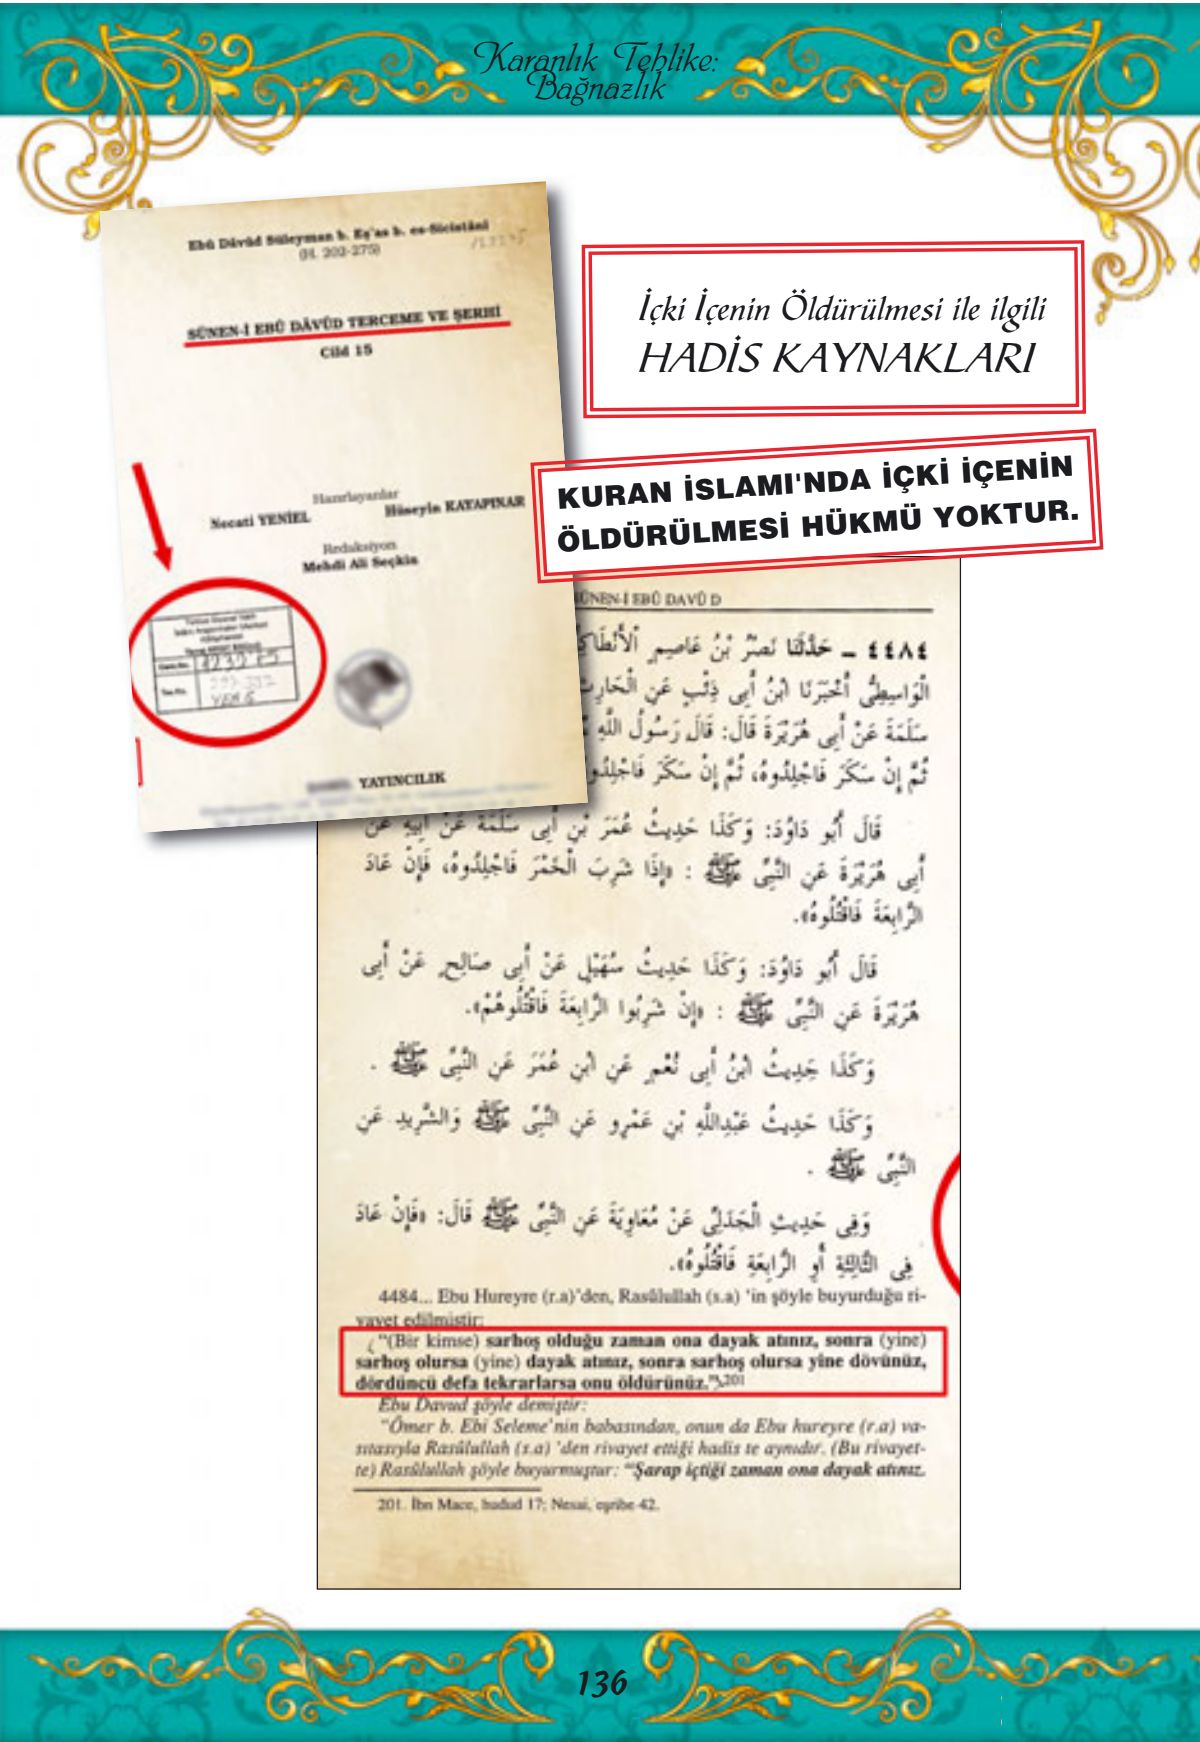 Karanlık Tehlike:
Bağnazlık
Ebû Dâvûd Süleyman b. Eş'as b. es-Sicistânî
(H. 202-275)
SÜNEN-İ EBÛ DÂVÛD TERCEME VE ŞERHİ
Cild 15
Hazırlayanlar
Necati YENİEL Hüseyin KAYAPINAR
Redaksiyon
Mehdi Ali Seçkin
YAYINCILIK
İçki İçenin Öldürülmesi ile ilgili
HADİS KAYNAKLARI
KURAN İSLAMI'NDA İÇKİ İÇENİN
ÖLDÜRÜLMESİ HÜKMÜ YOKTUR.
SÜNEN-İ EBÛ DAVÛD
٤٤٨٤ – حَدَّثَنَا نَصْرُ بْنُ عَاصِمٍ الْأَنْطَاكِ
الْوَاسِطِىُّ أَخْبَرَنَا ابْنُ أَبِى ذِئْبٍ عَنِ الْحَارِثِ
سَلَمَةَ عَنْ أَبِى هُرَيْرَةَ قَالَ: قَالَ رَسُولُ اللَّهِ
ثُمَّ إِنْ سَكَرَ فَاجْلِدُوهُ، ثُمَّ إِنْ سَكَرَ فَاجْلِدُو
قَالَ أَبُو دَاوُدَ: وَكَذَا حَدِيثُ عُمَرَ بْنِ أَبِى سَلَمَةَ عَنْ أَبِيهِ عَنْ
أَبِى هُرَيْرَةَ عَنِ النَّبِىِّ ﷺ : «إِذَا شَرِبَ الْخَمْرَ فَاجْلِدُوهُ، فَإِنْ عَادَ
الرَّابِعَةَ فَاقْتُلُوهُ».
قَالَ أَبُو دَاوُدَ: وَكَذَا حَدِيثُ سُهَيْلٍ عَنْ أَبِى صَالِحٍ عَنْ أَبِى
هُرَيْرَةَ عَنِ النَّبِىِّ ﷺ : «إِنْ شَرِبُوا الرَّابِعَةَ فَاقْتُلُوهُمْ».
وَكَذَا حَدِيثُ ابْنُ أَبِى نُعْمٍ عَنِ ابْنِ عُمَرَ عَنِ النَّبِىِّ ﷺ .
وَكَذَا حَدِيثُ عَبْدِاللَّهِ بْنِ عَمْرٍو عَنِ النَّبِىِّ ﷺ وَالشَّرِيدِ عَنِ
النَّبِىِّ ﷺ .
وَفِى حَدِيثِ الْجَدَلِىِّ عَنْ مُعَاوِيَةَ عَنِ النَّبِىِّ ﷺ قَالَ: «فَإِنْ عَادَ
فِى الثَّالِثَةِ أَوِ الرَّابِعَةِ فَاقْتُلُوهُ».
4484... Ebu Hureyre (r.a)'den, Rasûlullah (s.a) 'in şöyle buyurduğu ri-
vayet edilmiştir:
"(Bir kimse) sarhoş olduğu zaman ona dayak atınız, sonra (yine)
sarhoş olursa (yine) dayak atınız, sonra sarhoş olursa yine dövünüz,
dördüncü defa tekrarlarsa onu öldürünüz."201
Ebu Davud şöyle demiştir:
"Ömer b. Ebi Seleme'nin babasından, onun da Ebu hureyre (r.a) va-
sıtasıyla Rasûlullah (s.a) 'den rivayet ettiği hadis te aynıdır. (Bu rivayet-
te) Rasûlullah şöyle buyurmuştur: "Şarap içtiği zaman ona dayak atınız.
201. İbn Mace, hudud 17; Nesai, eşribe 42.
136